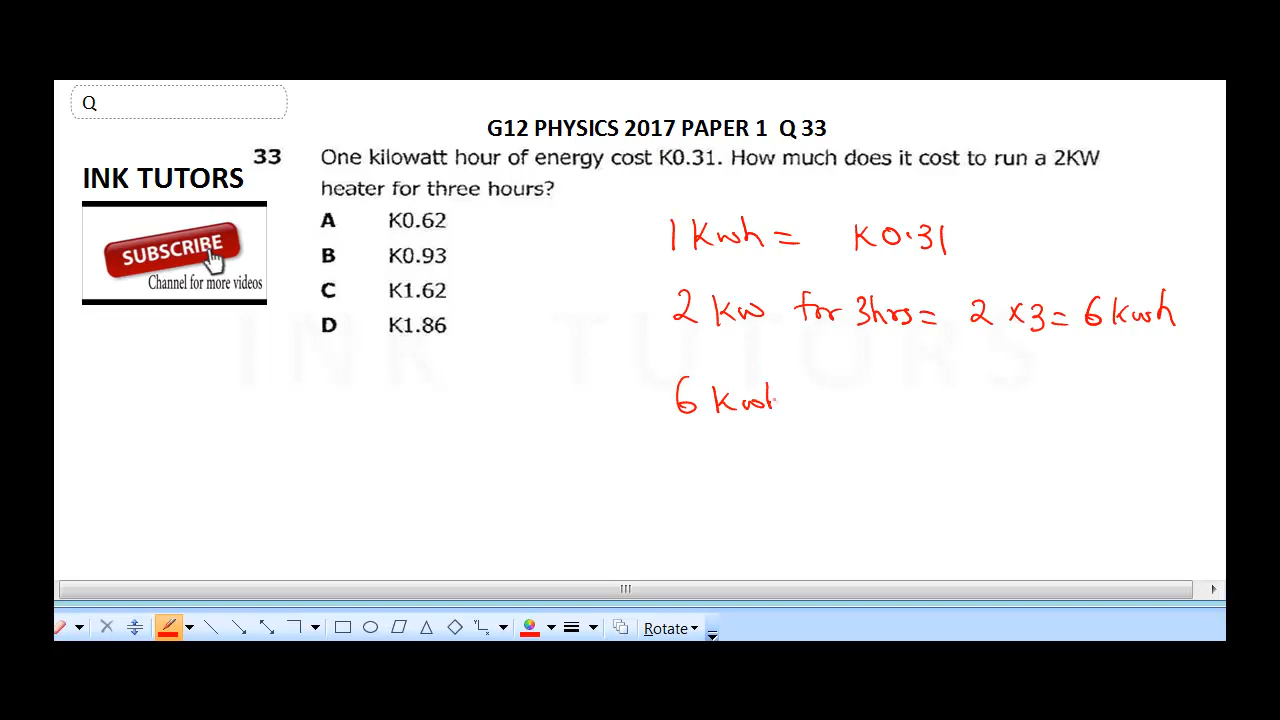 Q
G12 PHYSICS 2017 PAPER 1 Q 33
33 One kilowatt hour of energy cost K0.31. How much does it cost to run a 2KW
heater for three hours?
INK TUTORS
SUBSCRIBE
Channel for more videos
A K0.62
B K0.93
C K1.62
D K1.86
1 Kwh = K0.31
2 Kw for 3hrs = 2 × 3 = 6 Kwh
6 Kwh
INK TUTORS
Rotate